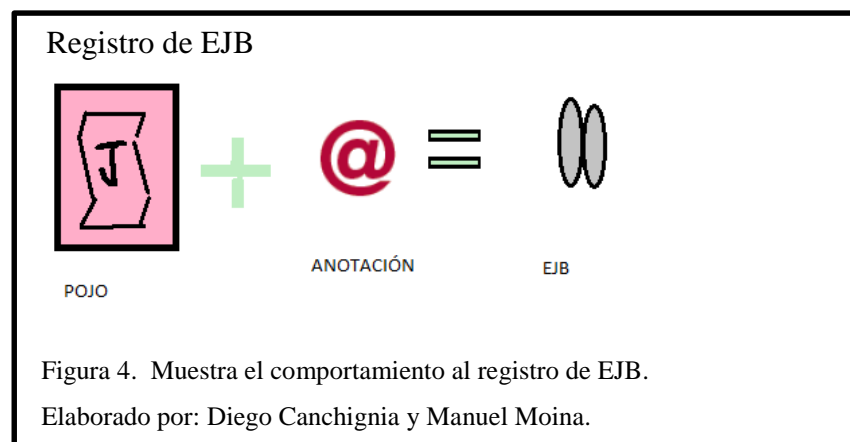 Registro de EJB
J
@
ANOTACIÓN
EJB
POJO
Figura 4. Muestra el comportamiento al registro de EJB.
Elaborado por: Diego Canchignia y Manuel Moina.